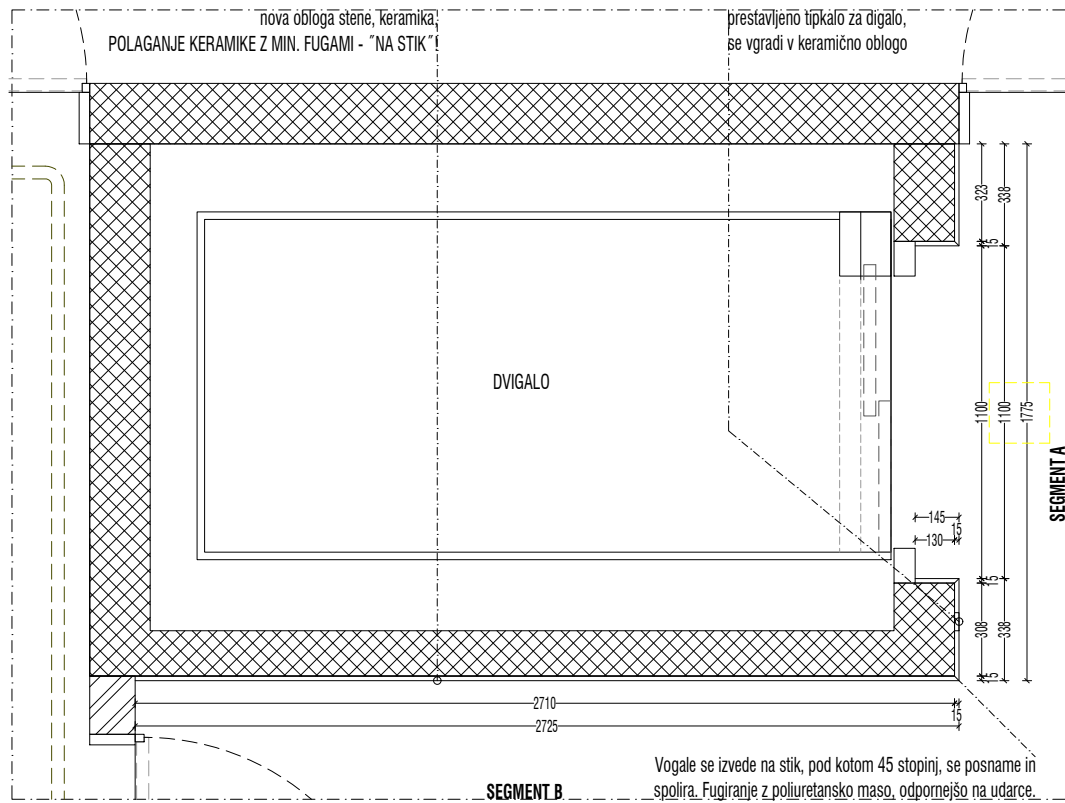 nova obloga stene, keramika,
POLAGANJE KERAMIKE Z MIN. FUGAMI - ˝NA STIK˝!
prestavljeno tipkalo za digalo,
se vgradi v keramično oblogo
DVIGALO
323
338
15
1100
1100
1775
SEGMENT A
145
15
130
15
308
338
15
2710
15
2725
Vogale se izvede na stik, pod kotom 45 stopinj, se posname in
spolira. Fugiranje z poliuretansko maso, odpornejšo na udarce.
SEGMENT B